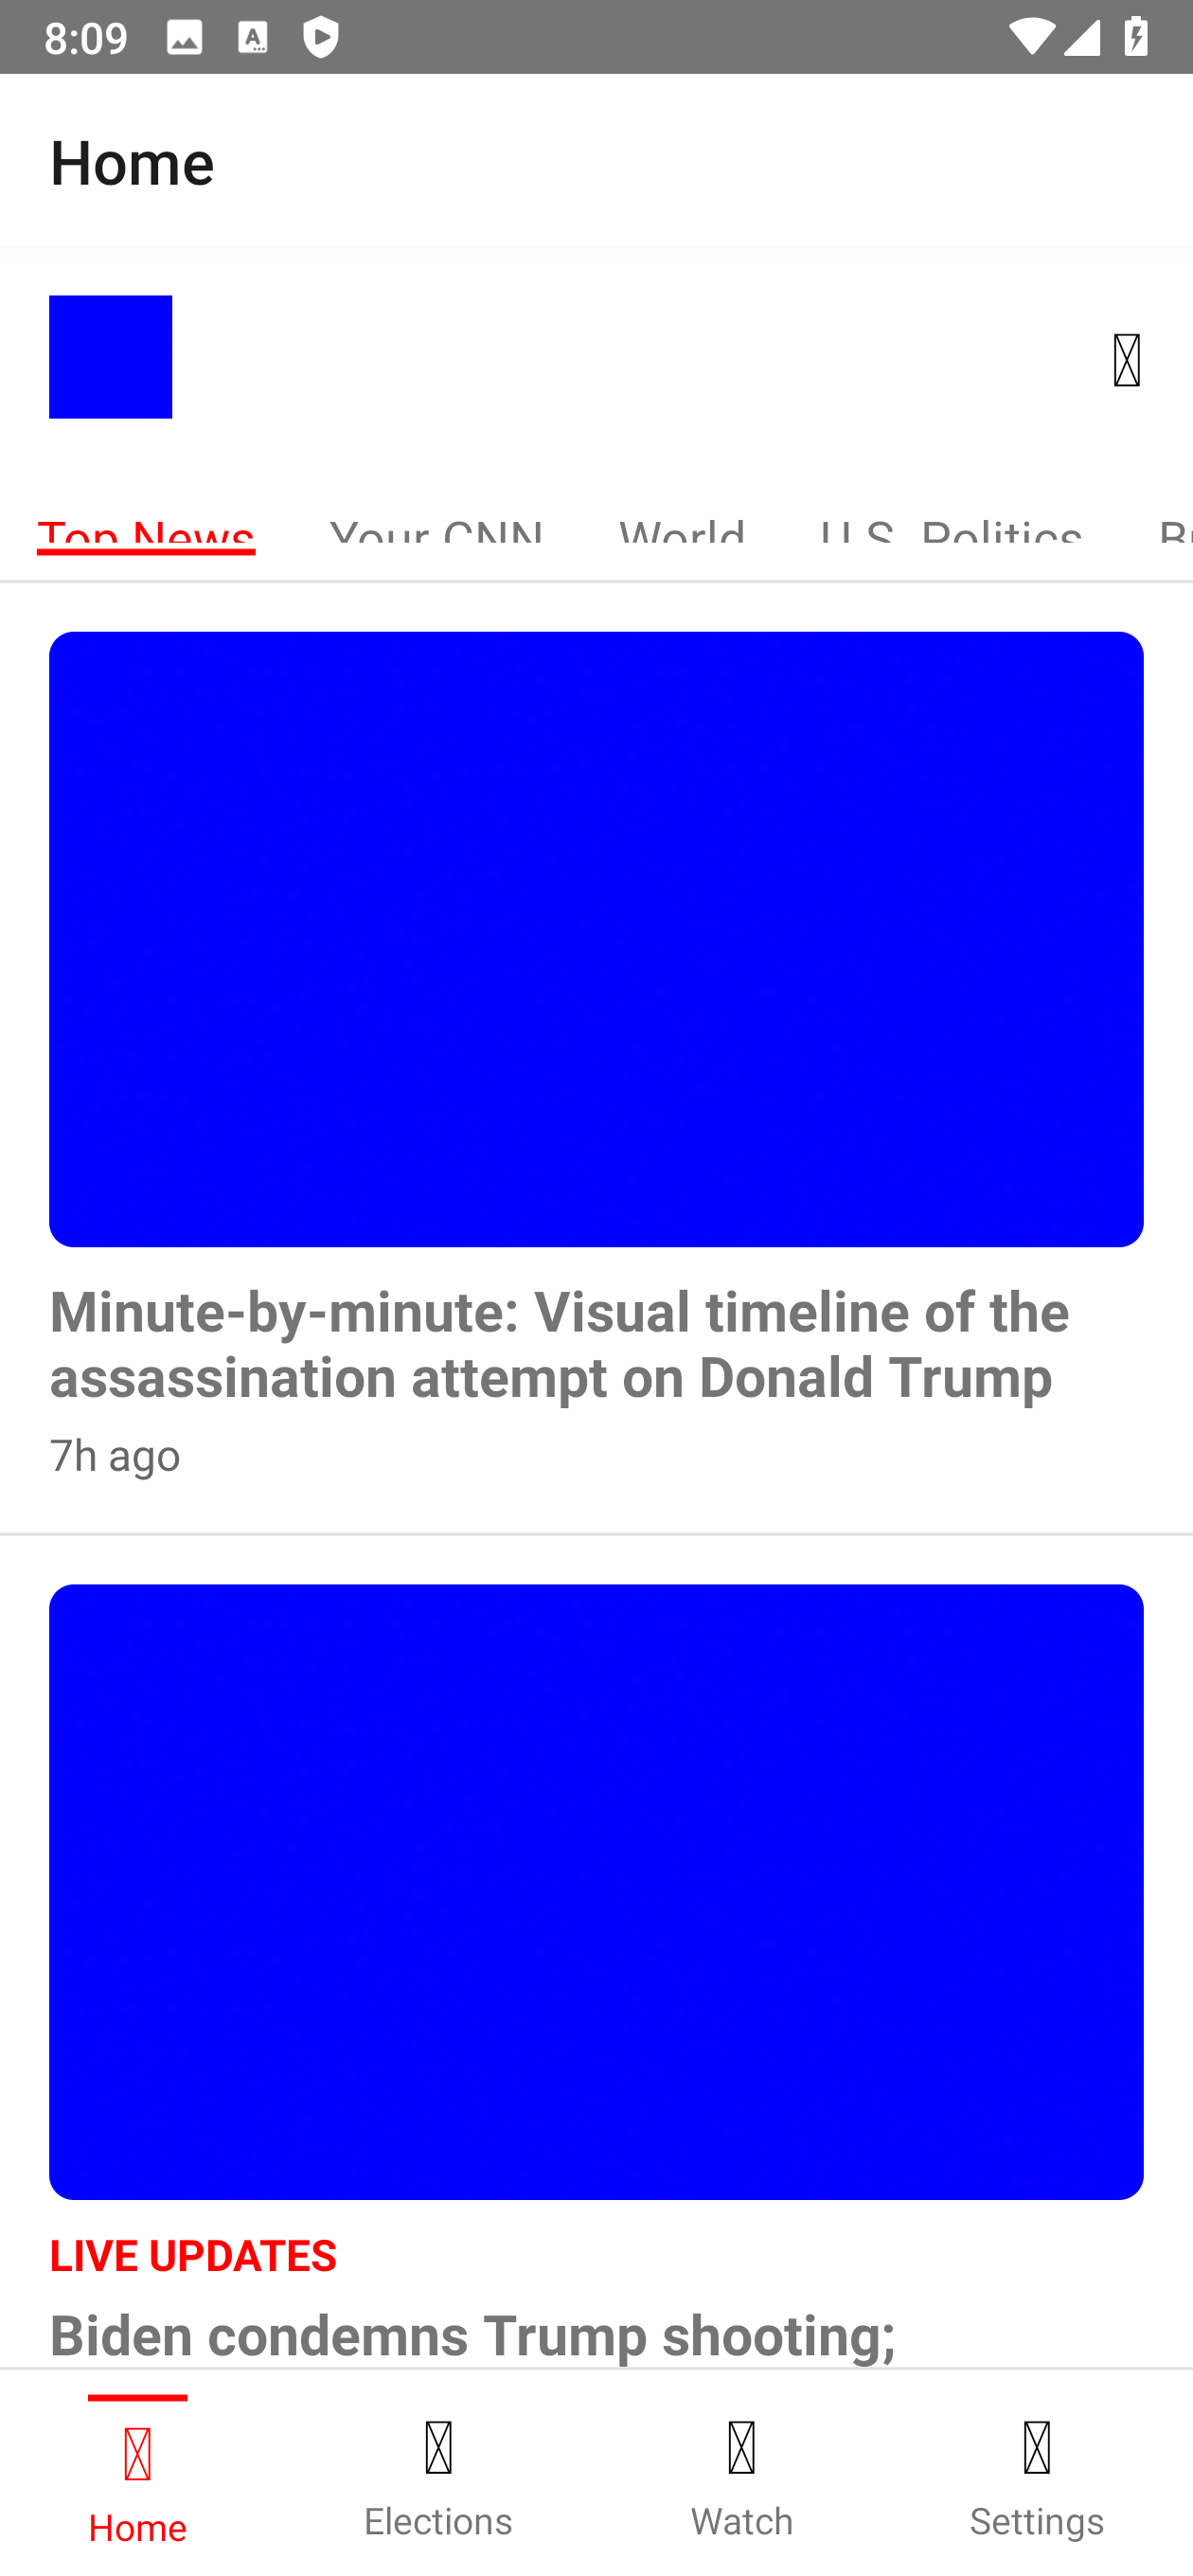 8:09
Home
Top News Your CNN World U.S. Politics
Minute-by-minute: Visual timeline of the
assassination attempt on Donald Trump
7h ago
LIVE UPDATES
Biden condemns Trump shooting;
Home Elections Watch Settings